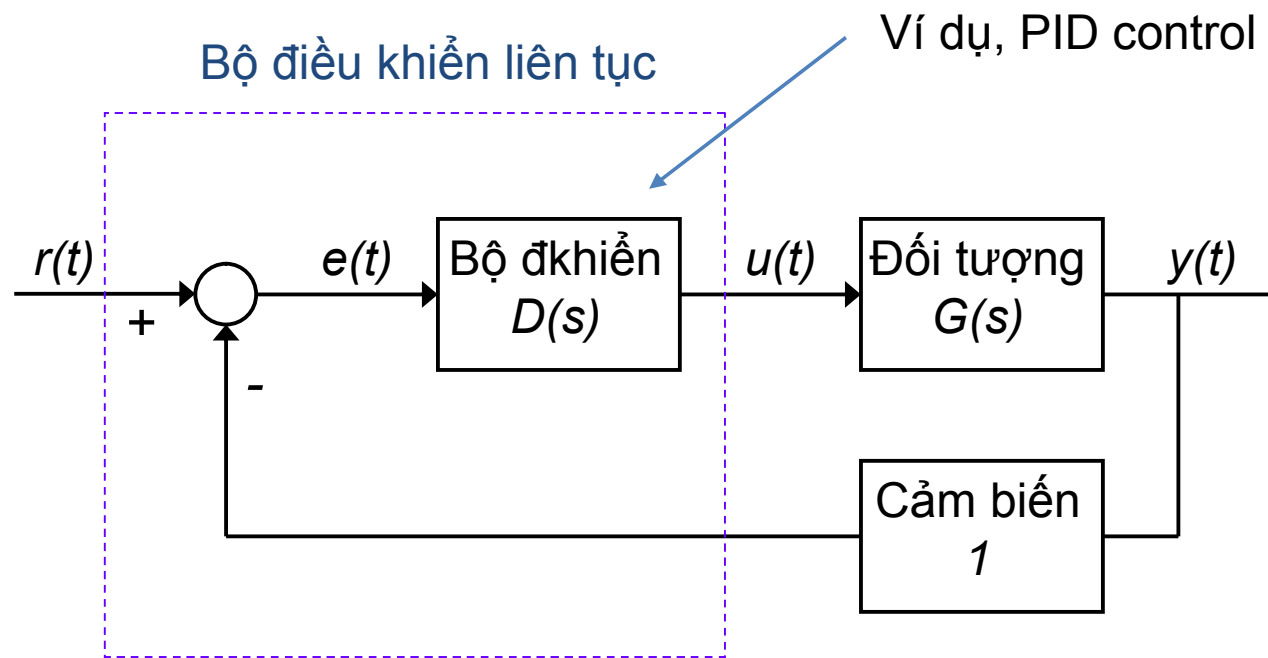 Ví dụ, PID control
Bộ điều khiển liên tục
r(t)
+
-
e(t)
Bộ đkhiển
D(s)
u(t)
Đối tượng
G(s)
y(t)
Cảm biến
1